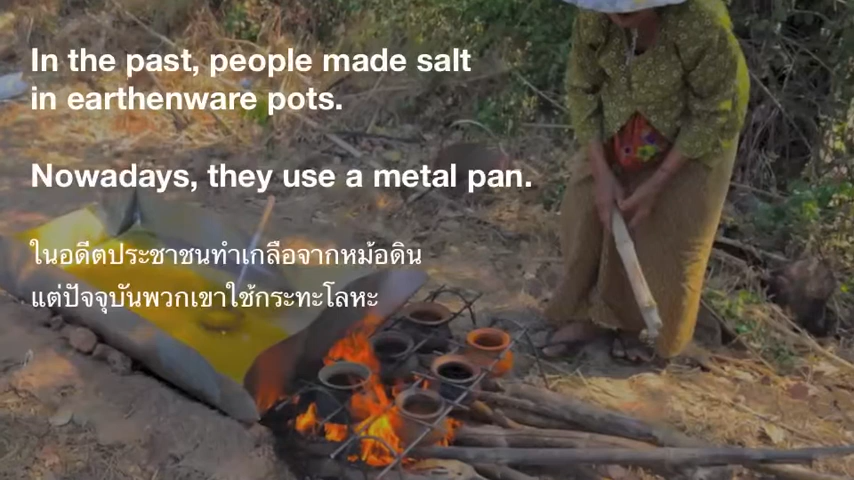 In the past, people made salt
in earthenware pots.
Nowadays, they use a metal pan.
ในอดีตประชาชนทำเกลือจากหม้อดิน
แต่ปัจจุบันพวกเขาใช้กระทะโลหะ